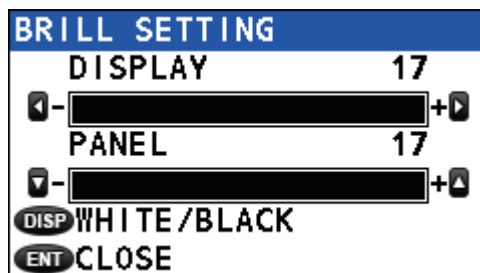 BRILL SETTING
DISPLAY 17
- +
PANEL 17
- +
DISP WHITE/BLACK
ENT CLOSE